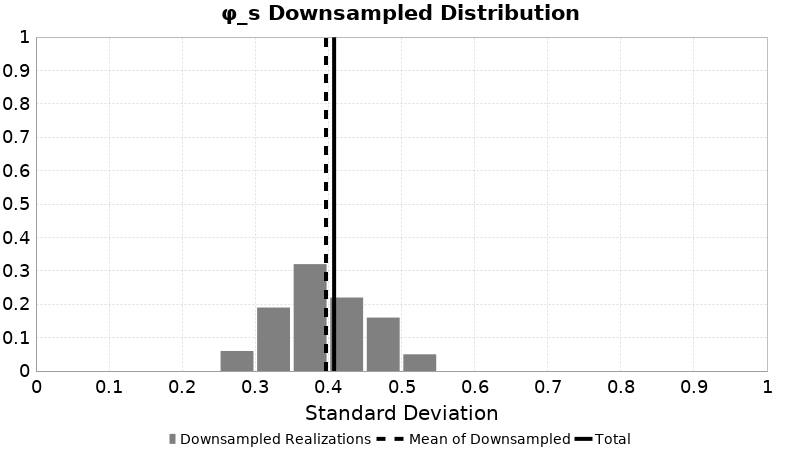 φ_s Downsampled Distribution
1
0.9
0.8
0.7
0.6
0.5
0.4
0.3
0.2
0.1
0
0 0.1 0.2 0.3 0.4 0.5 0.6 0.7 0.8 0.9 1
Standard Deviation
Downsampled Realizations Mean of Downsampled Total